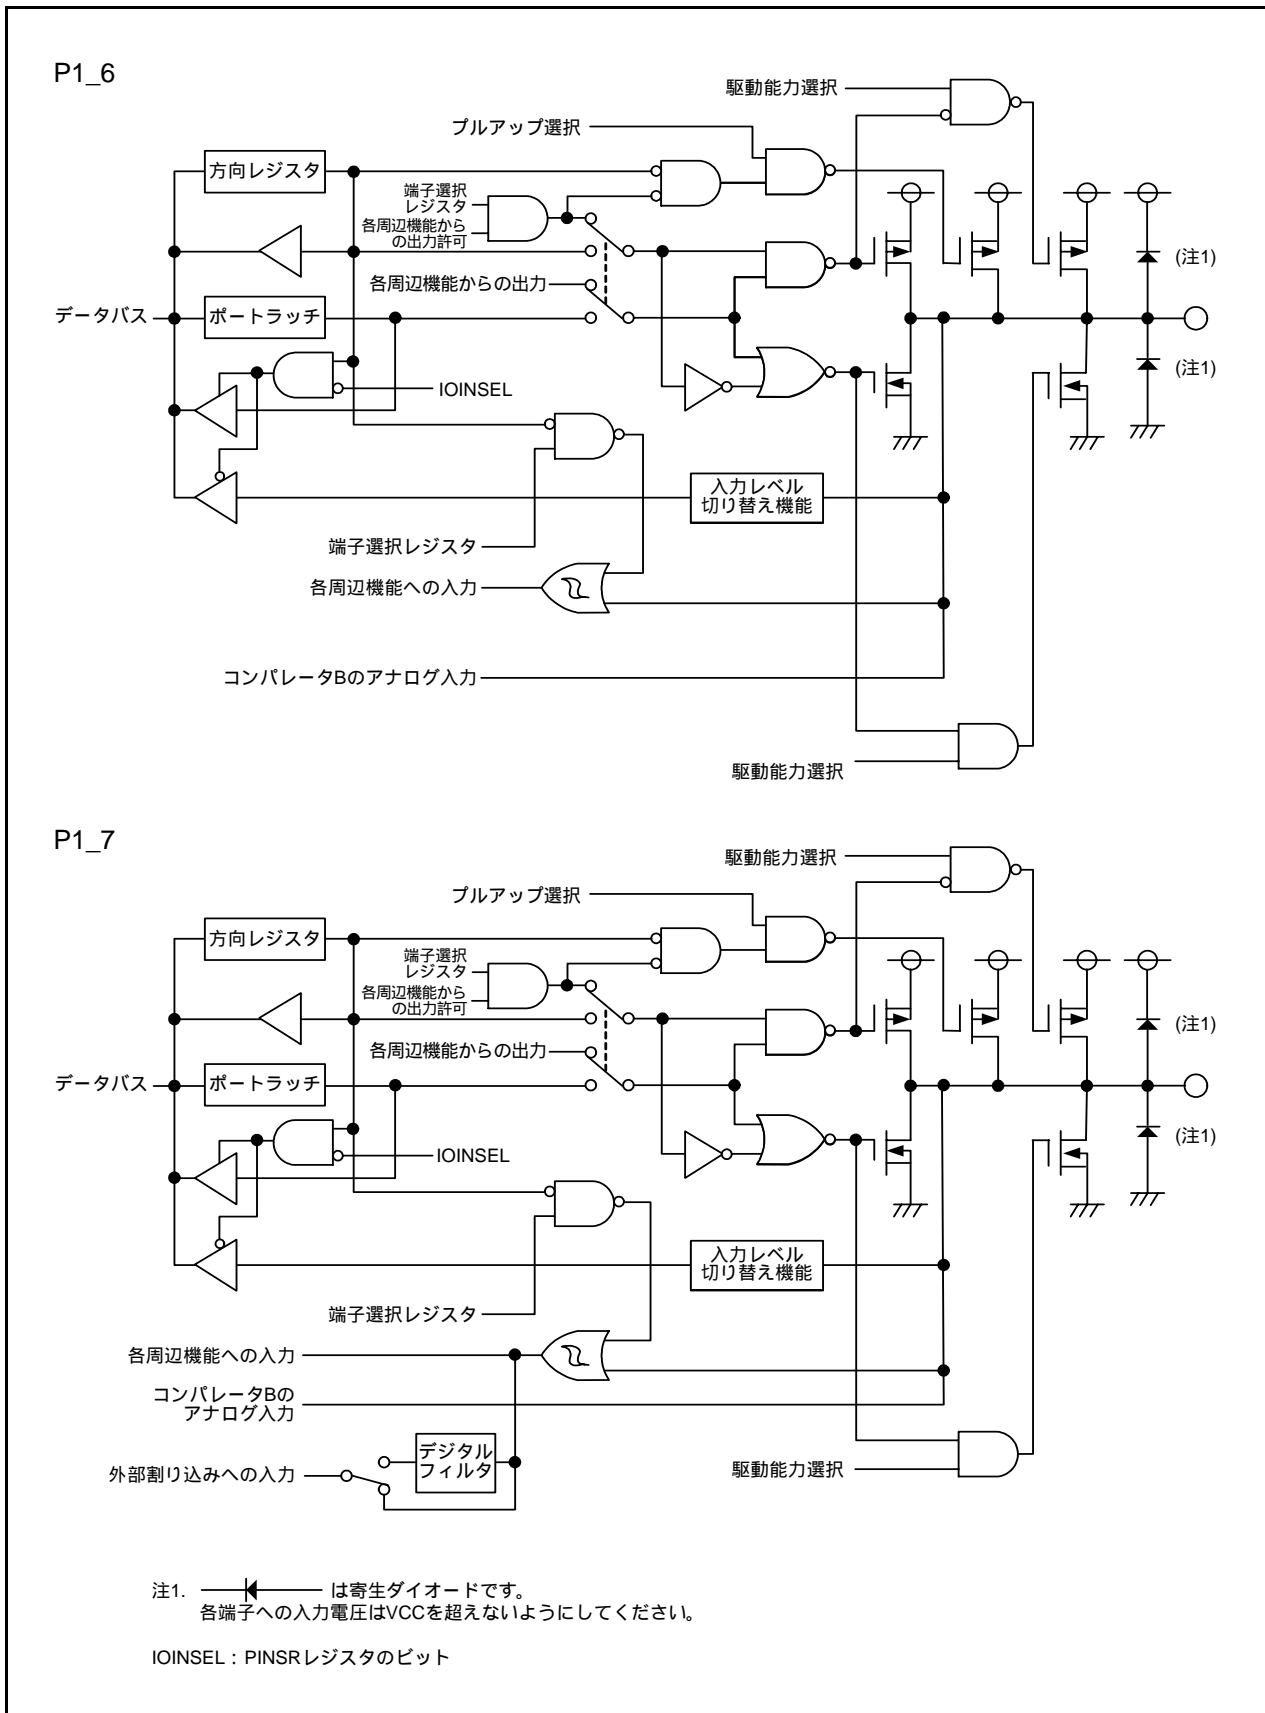 P1_6
駆動能力選択
プルアップ選択
方向レジスタ
端子選択
レジスタ
各周辺機能から
の出力許可
(注1)
各周辺機能からの出力
データバス
ポートラッチ
(注1)
IOINSEL
入力レベル
切り替え機能
端子選択レジスタ
各周辺機能への入力
コンパレータBのアナログ入力
駆動能力選択
P1_7
駆動能力選択
プルアップ選択
方向レジスタ
端子選択
レジスタ
各周辺機能から
の出力許可
(注1)
各周辺機能からの出力
データバス
ポートラッチ
(注1)
IOINSEL
入力レベル
切り替え機能
端子選択レジスタ
各周辺機能への入力
コンパレータBの
アナログ入力
デジタル
フィルタ
外部割り込みへの入力
駆動能力選択
注1. は寄生ダイオードです。
各端子への入力電圧はVCCを超えないようにしてください。
IOINSEL：PINSRレジスタのビット